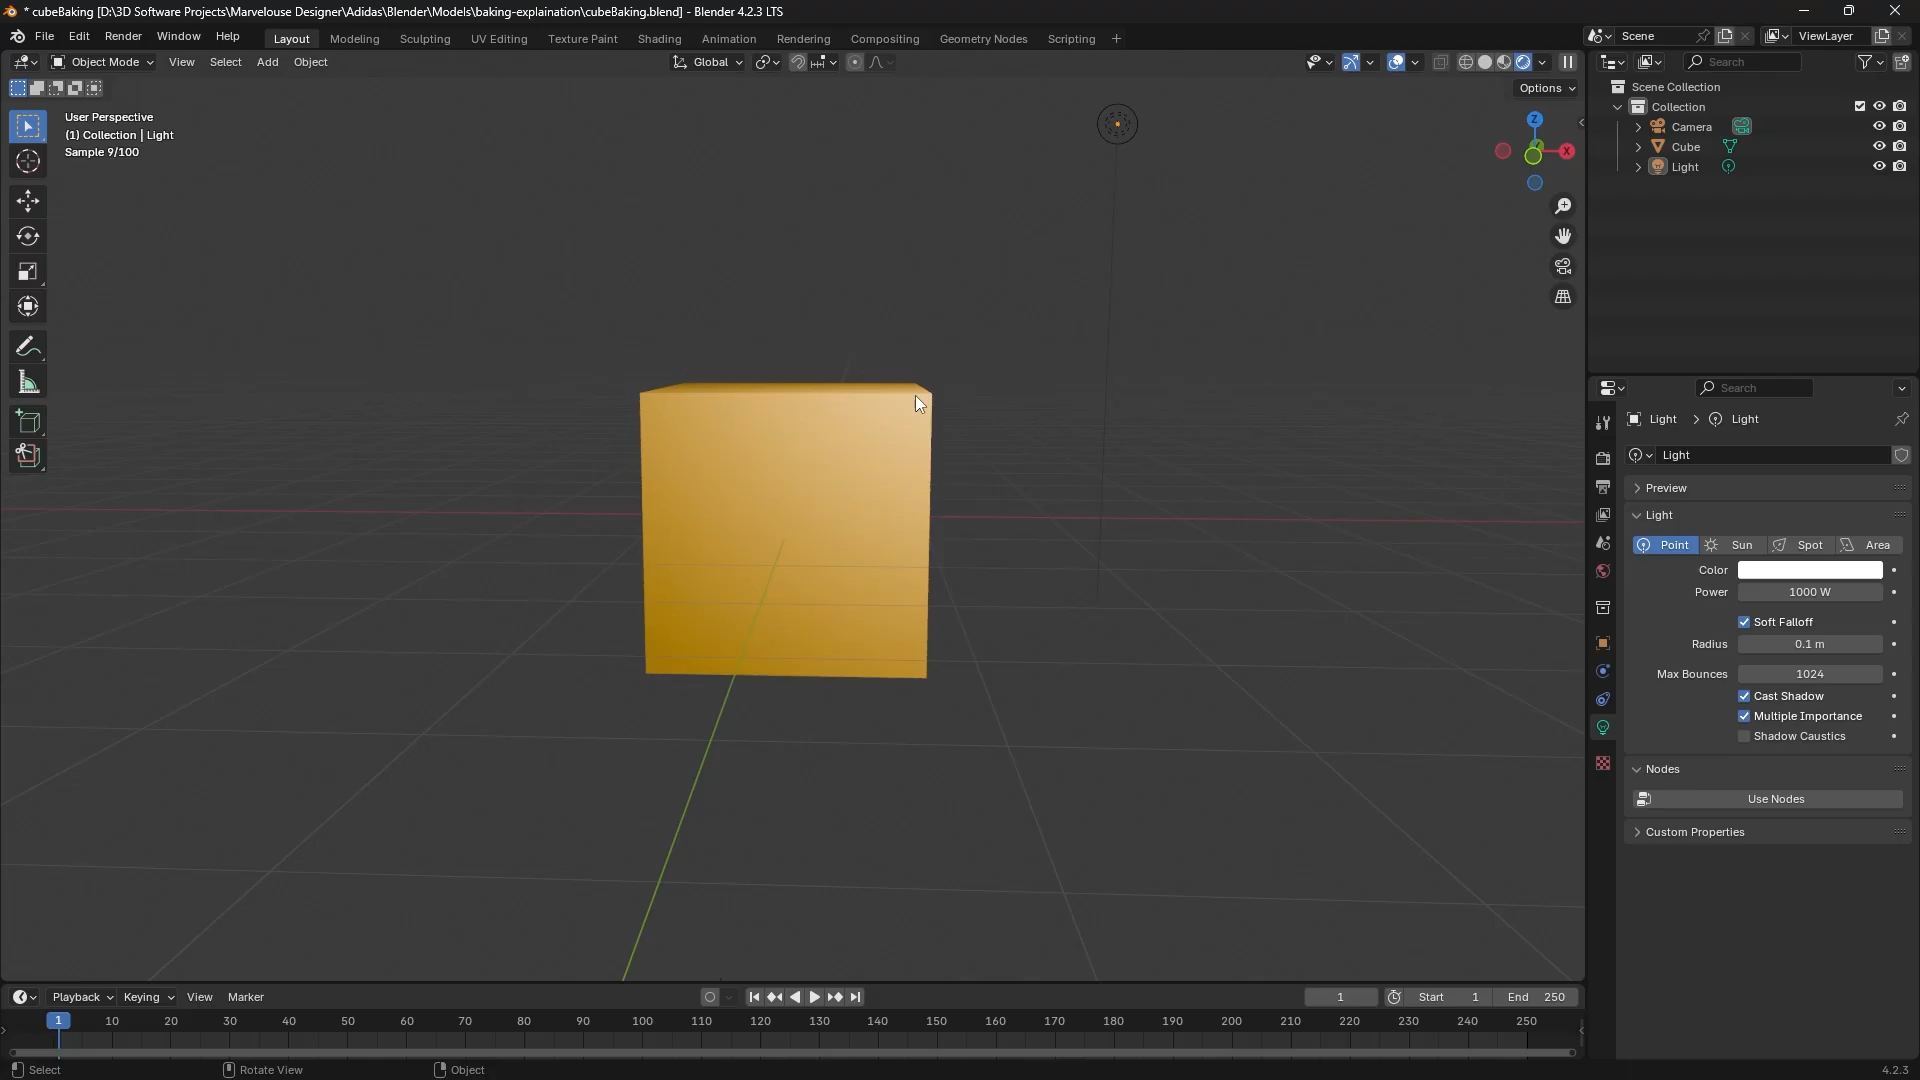 * cubeBaking [D:\3D Software Projects\Marvelouse Designer\Adidas\Blender\Models\baking-explaination\cubeBaking.blend] - Blender 4.2.3 LTS
File Edit Render Window Help Layout Modeling Sculpting UV Editing Texture Paint Shading Animation Rendering Compositing Geometry Nodes Scripting + Scene ViewLayer
Object Mode View Select Add Object Global Search
Options
User Perspective
(1) Collection | Light
Sample 9/100
Z
X
Scene Collection
Collection
Camera
Cube
Light
Search
Light > Light
Light
Preview
Light
Point Sun Spot Area
Color
Power 1000 W
Soft Falloff
Radius 0.1 m
Max Bounces 1024
Cast Shadow
Multiple Importance
Shadow Caustics
Nodes
Use Nodes
Custom Properties
Playback Keying View Marker 1 Start 1 End 250
1 10 20 30 40 50 60 70 80 90 100 110 120 130 140 150 160 170 180 190 200 210 220 230 240 250
Select Rotate View Object 4.2.3